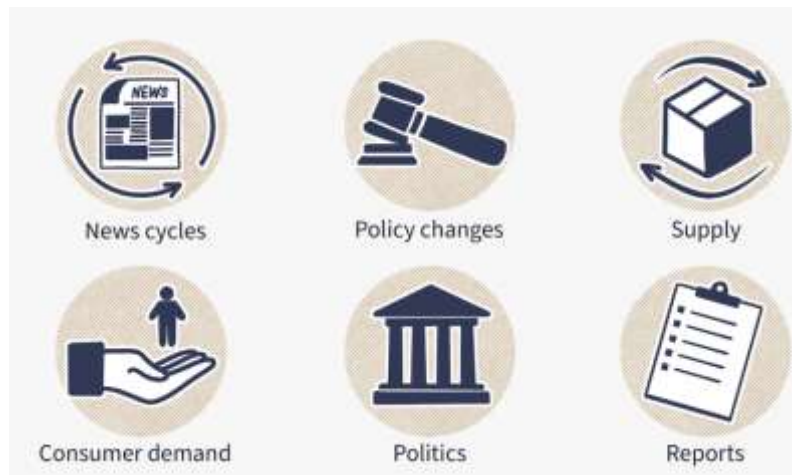 NEWS
News cycles
Policy changes
Supply
Consumer demand
Politics
Reports